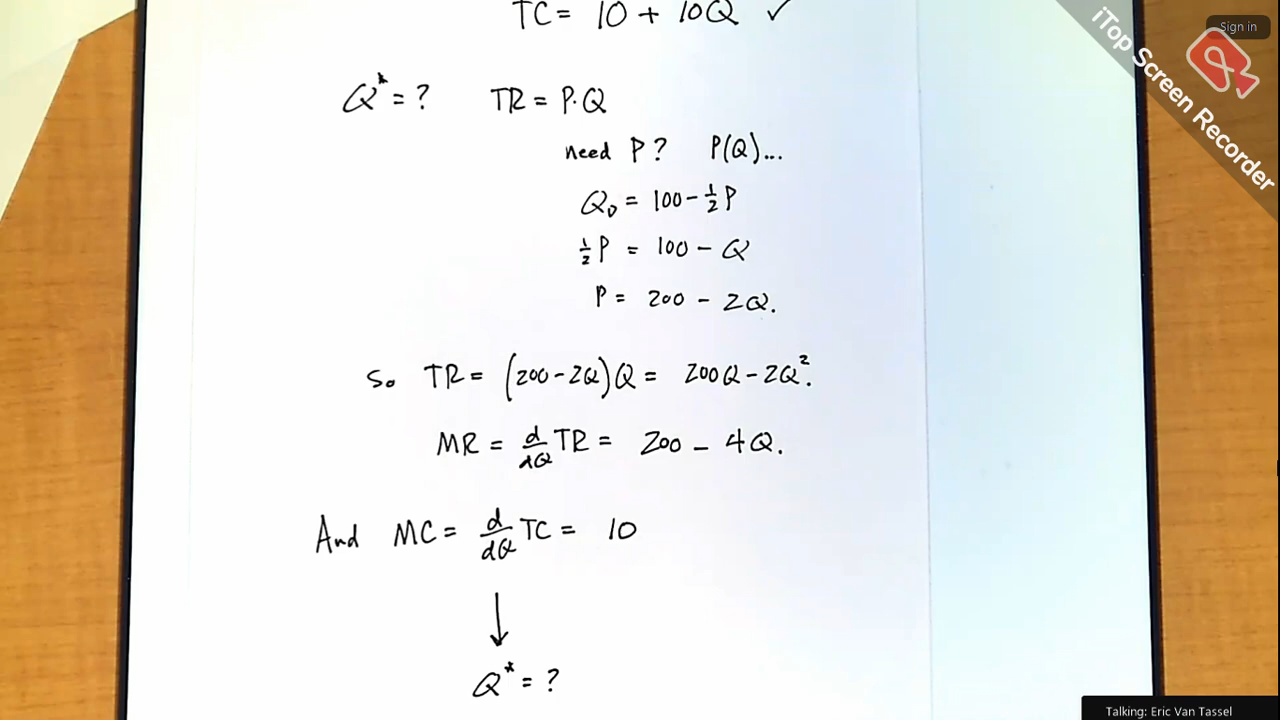 TC = 10 + 10Q ✓
Q* = ? TR = P·Q
need P? P(Q)...
Q_D = 100 - ½P
½P = 100 - Q
P = 200 - 2Q.
So TR = (200 - 2Q)Q = 200Q - 2Q².
MR = d/dQ TR = 200 - 4Q.
And MC = d/dQ TC = 10
↓
Q* = ?
iTop Screen Recorder
Sign in
Talking: Eric Van Tassel